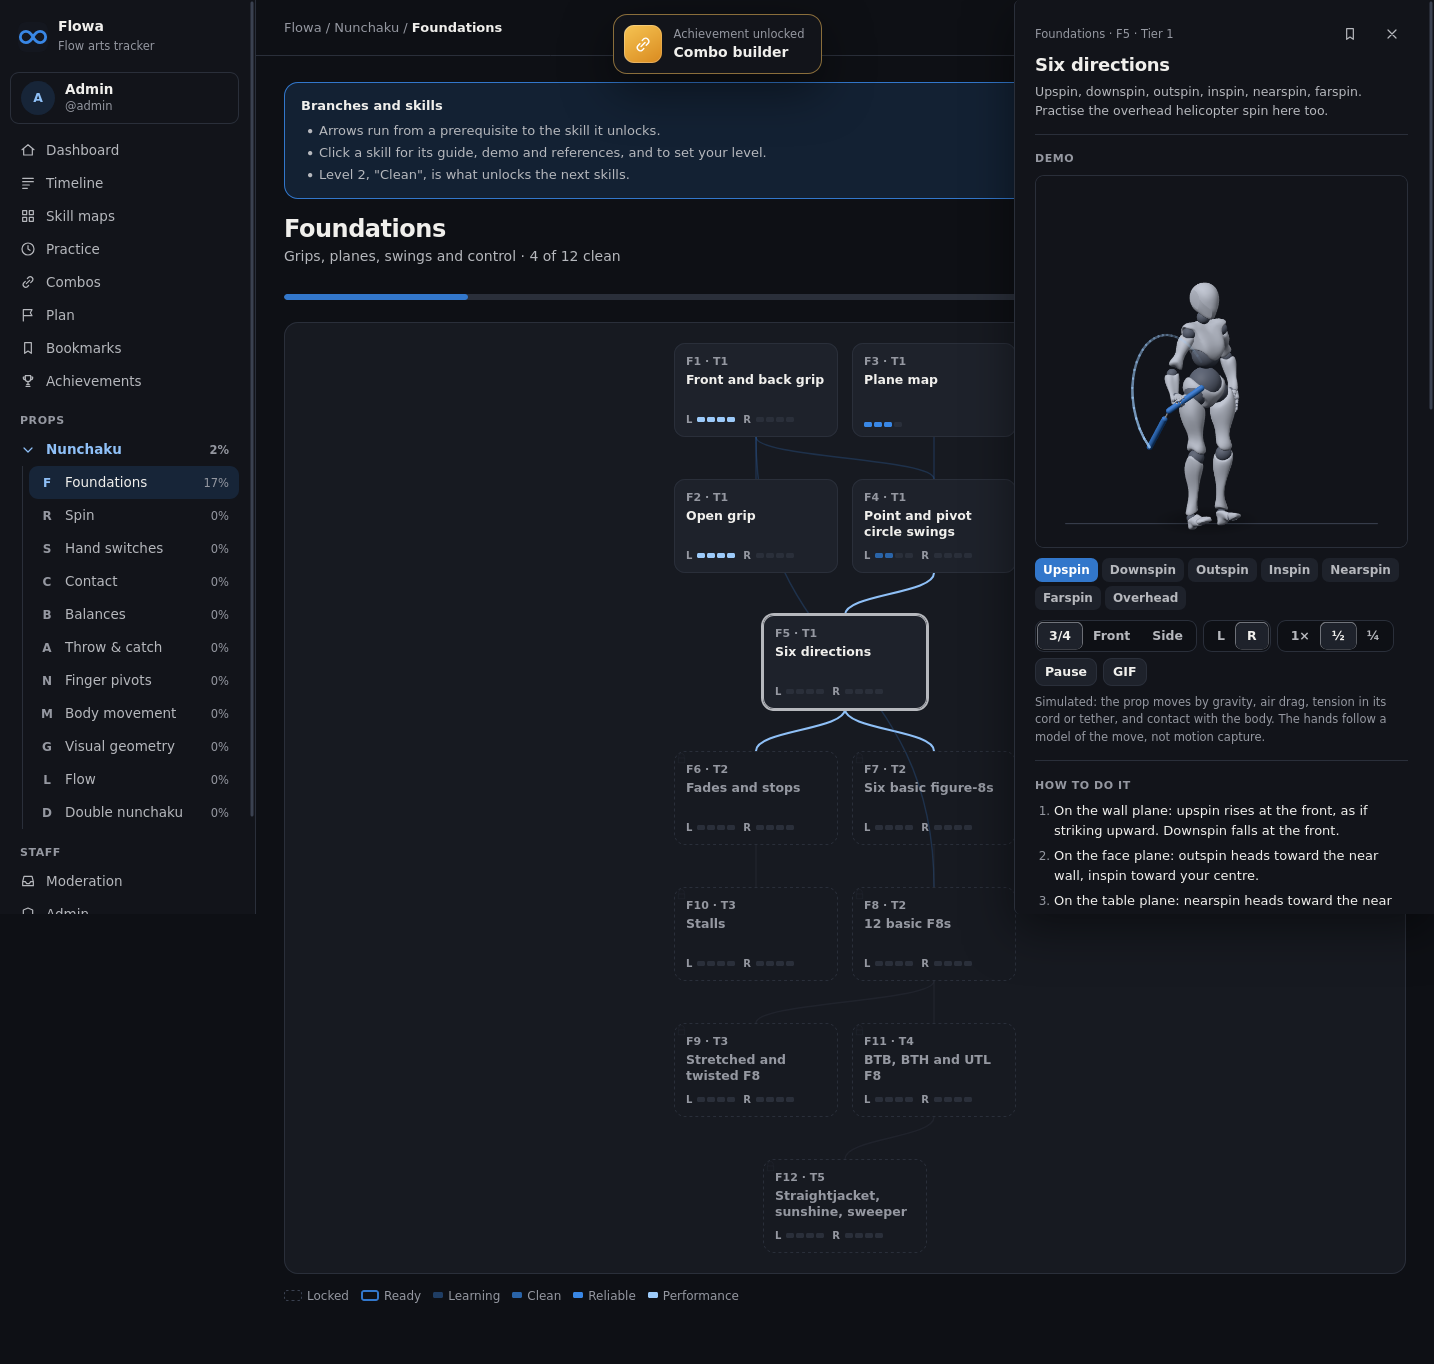 Flowa
Flow arts tracker
A
Admin
@admin
Dashboard
Timeline
Skill maps
Practice
Combos
Plan
Bookmarks
Achievements
PROPS
Nunchaku 2%
F Foundations 17%
R Spin 0%
S Hand switches 0%
C Contact 0%
B Balances 0%
A Throw & catch 0%
N Finger pivots 0%
M Body movement 0%
G Visual geometry 0%
L Flow 0%
D Double nunchaku 0%
STAFF
Moderation
Admin
Flowa / Nunchaku / Foundations
Achievement unlocked
Combo builder
Branches and skills
• Arrows run from a prerequisite to the skill it unlocks.
• Click a skill for its guide, demo and references, and to set your level.
• Level 2, "Clean", is what unlocks the next skills.
Foundations
Grips, planes, swings and control · 4 of 12 clean
F1 · T1
Front and back grip
L R
F3 · T1
Plane map
F2 · T1
Open grip
L R
F4 · T1
Point and pivot
circle swings
L R
F5 · T1
Six directions
L R
F6 · T2
Fades and stops
L R
F7 · T2
Six basic figure-8s
L R
F10 · T3
Stalls
L R
F8 · T2
12 basic F8s
L R
F9 · T3
Stretched and
twisted F8
L R
F11 · T4
BTB, BTH and UTL
F8
L R
F12 · T5
Straightjacket,
sunshine, sweeper
L R
Locked Ready Learning Clean Reliable Performance
Foundations · F5 · Tier 1
Six directions
Upspin, downspin, outspin, inspin, nearspin, farspin.
Practise the overhead helicopter spin here too.
DEMO
Upspin Downspin Outspin Inspin Nearspin
Farspin Overhead
3/4 Front Side L R 1× ½ ¼
Pause GIF
Simulated: the prop moves by gravity, air drag, tension in its
cord or tether, and contact with the body. The hands follow a
model of the move, not motion capture.
HOW TO DO IT
1. On the wall plane: upspin rises at the front, as if
striking upward. Downspin falls at the front.
2. On the face plane: outspin heads toward the near
wall, inspin toward your centre.
3. On the table plane: nearspin heads toward the near